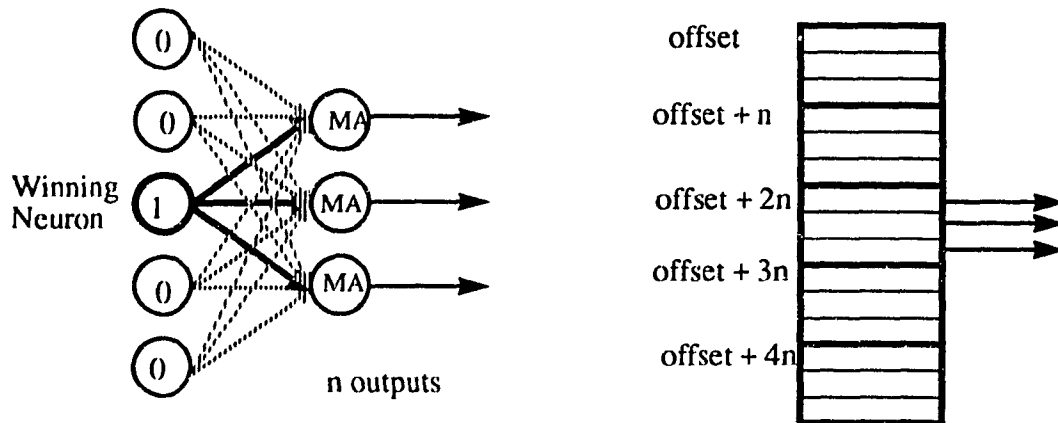 0
0
Winning
Neuron
1
0
0
MA
MA
MA
n outputs
offset
offset + n
offset + 2n
offset + 3n
offset + 4n